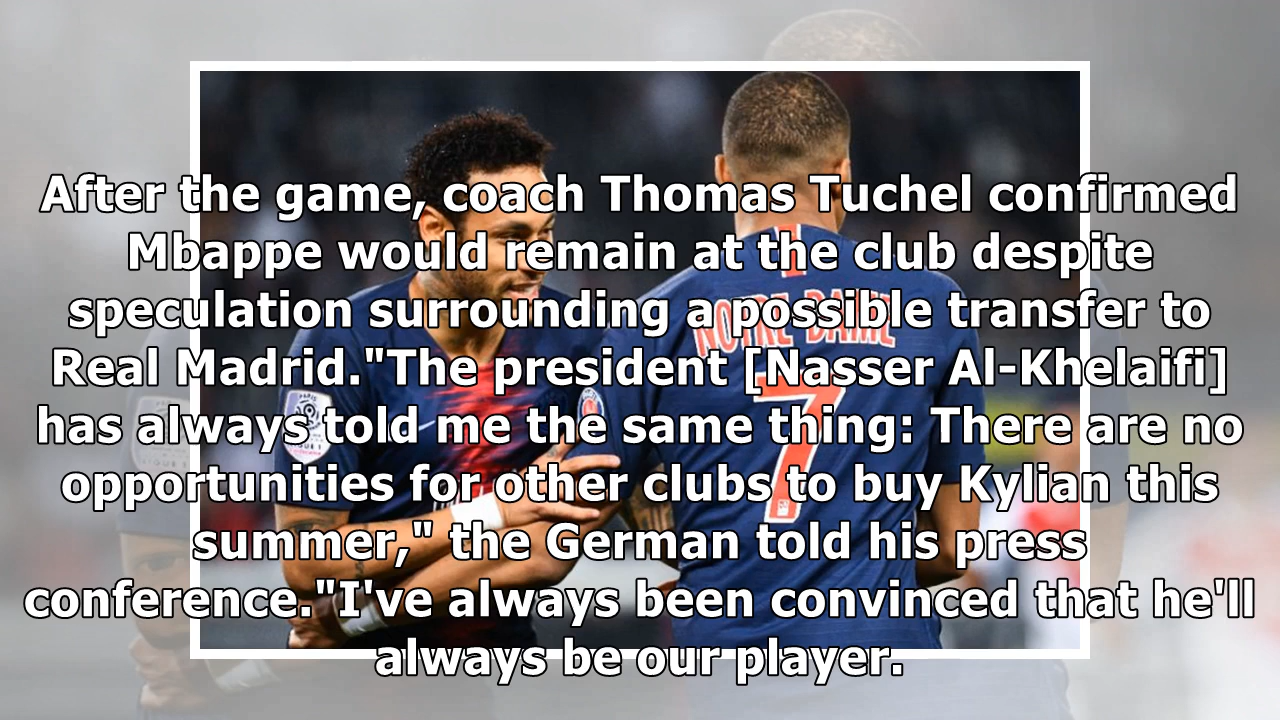 After the game, coach Thomas Tuchel confirmed
Mbappe would remain at the club despite
speculation surrounding a possible transfer to
Real Madrid."The president [Nasser Al-Khelaifi]
has always told me the same thing: There are no
opportunities for other clubs to buy Kylian this
summer," the German told his press
conference."I've always been convinced that he'll
always be our player.
NOTRE DAME
7